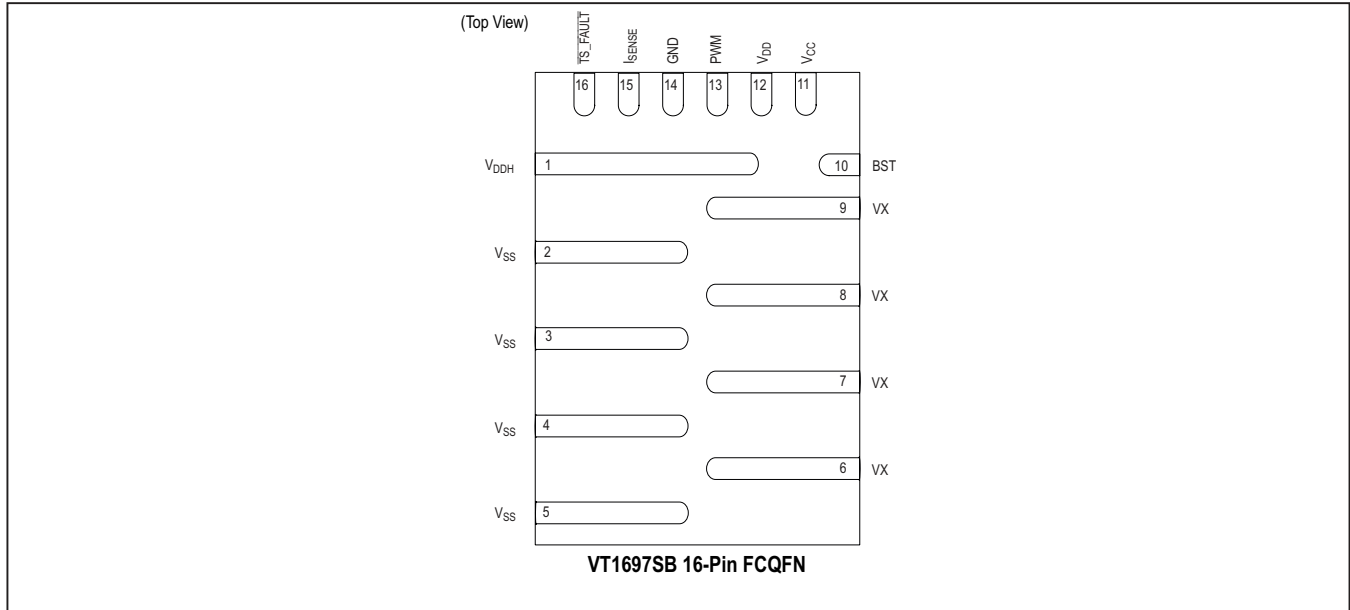 (Top View)
TS_FAULT
ISENSE
GND
PWM
VDD
VCC
16 15 14 13 12 11
VDDH 1 10 BST
9 VX
VSS 2
8 VX
VSS 3
7 VX
VSS 4
6 VX
VSS 5
VT1697SB 16-Pin FCQFN